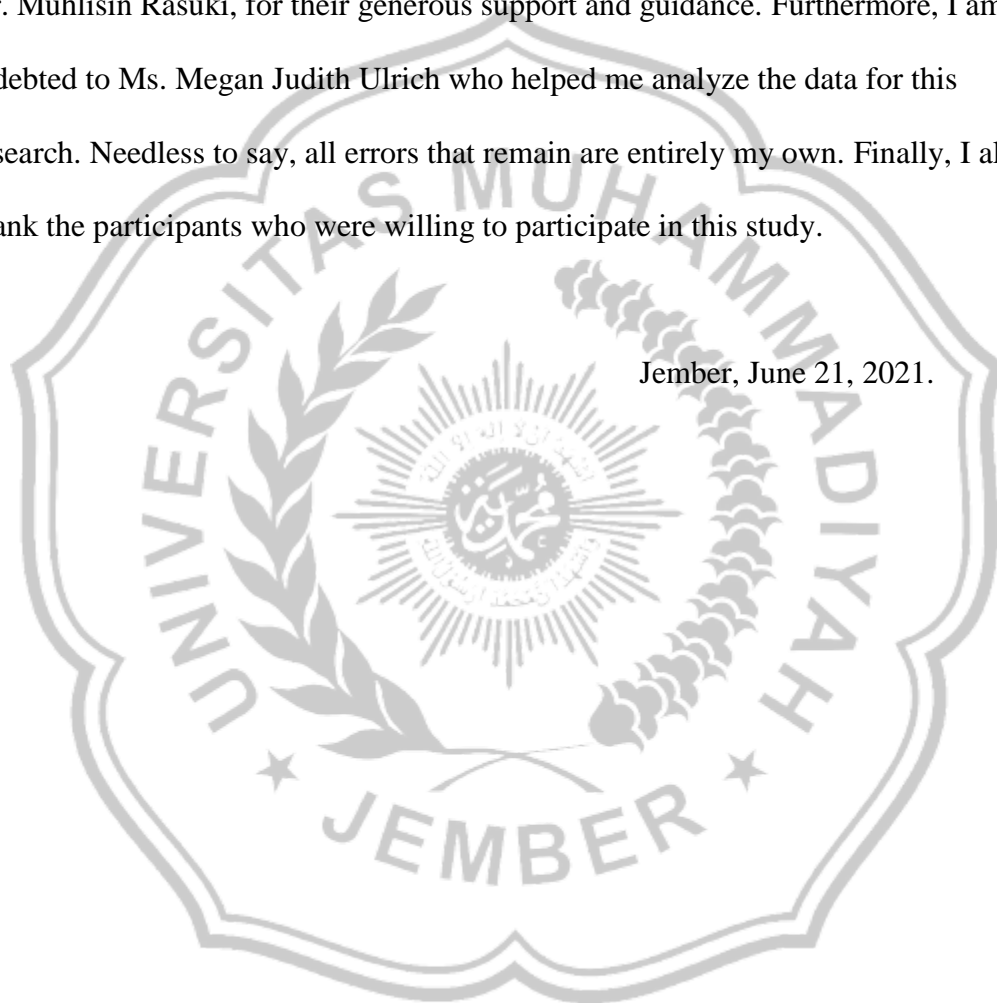 . Muhlisin Rasuki, for their generous support and guidance. Furthermore, I am
debted to Ms. Megan Judith Ulrich who helped me analyze the data for this
search. Needless to say, all errors that remain are entirely my own. Finally, I al
ank the participants who were willing to participate in this study.
Jember, June 21, 2021.
UNIVERSITAS MUHAMMADIYAH
JEMBER